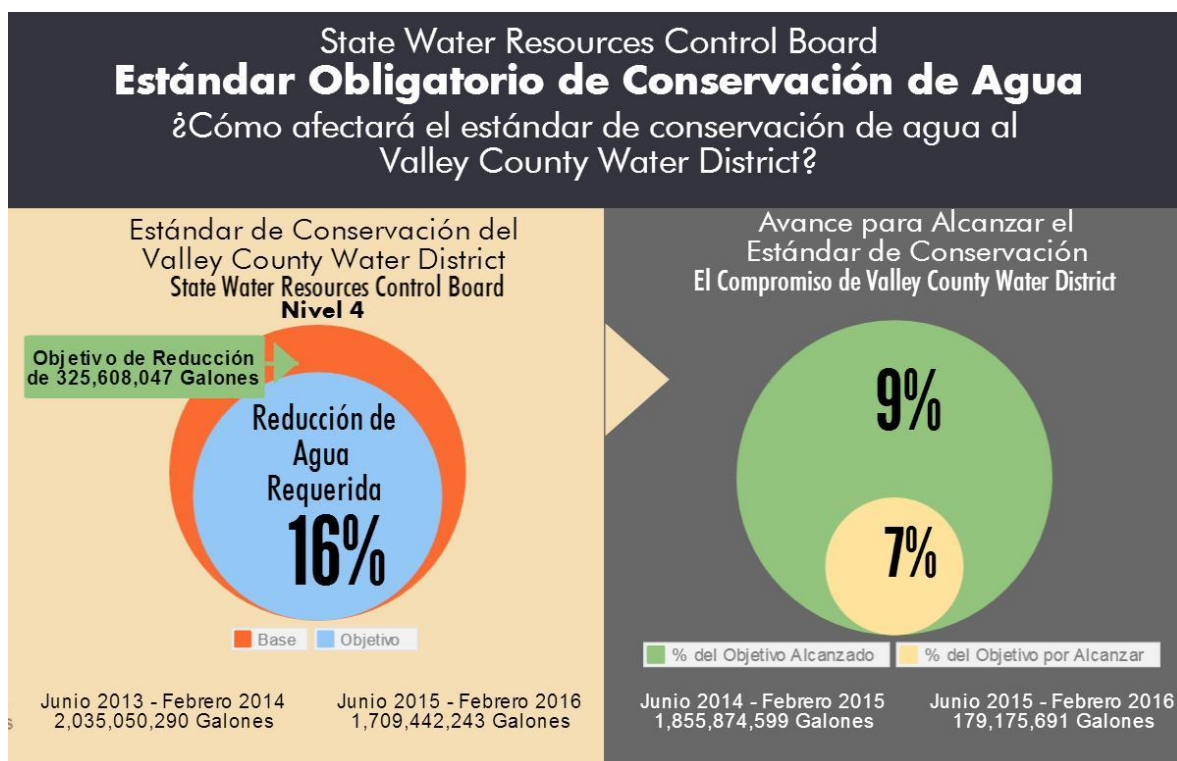 State Water Resources Control Board
Estándar Obligatorio de Conservación de Agua
¿Cómo afectará el estándar de conservación de agua al
Valley County Water District?
Estándar de Conservación del
Valley County Water District
State Water Resources Control Board
Nivel 4
Objetivo de Reducción
de 325,608,047 Galones
Reducción de
Agua
Requerida
16%
Base
Objetivo
Junio 2013 - Febrero 2014
2,035,050,290 Galones
Junio 2015 - Febrero 2016
1,709,442,243 Galones
Avance para Alcanzar el
Estándar de Conservación
El Compromiso de Valley County Water District
9%
7%
% del Objetivo Alcanzado
% del Objetivo por Alcanzar
Junio 2014 - Febrero 2015
1,855,874,599 Galones
Junio 2015 - Febrero 2016
179,175,691 Galones